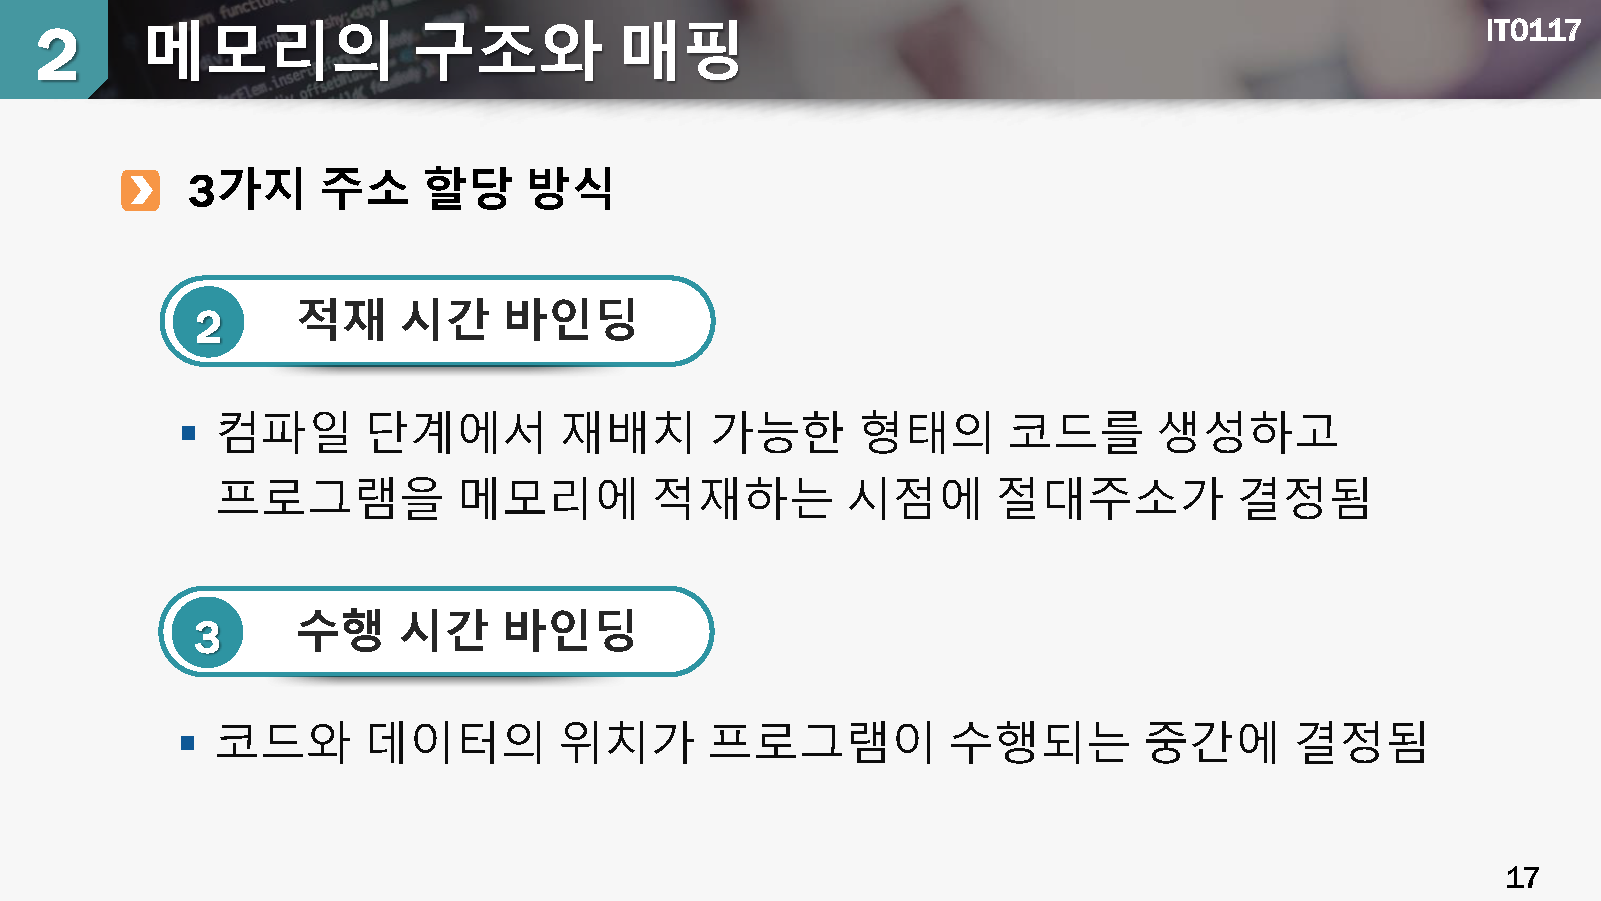 2
메모리의 구조와 매핑
IT0117
3가지 주소 할당 방식
2
적재 시간 바인딩
컴파일 단계에서 재배치 가능한 형태의 코드를 생성하고
프로그램을 메모리에 적재하는 시점에 절대주소가 결정됨
3
수행 시간 바인딩
코드와 데이터의 위치가 프로그램이 수행되는 중간에 결정됨
17